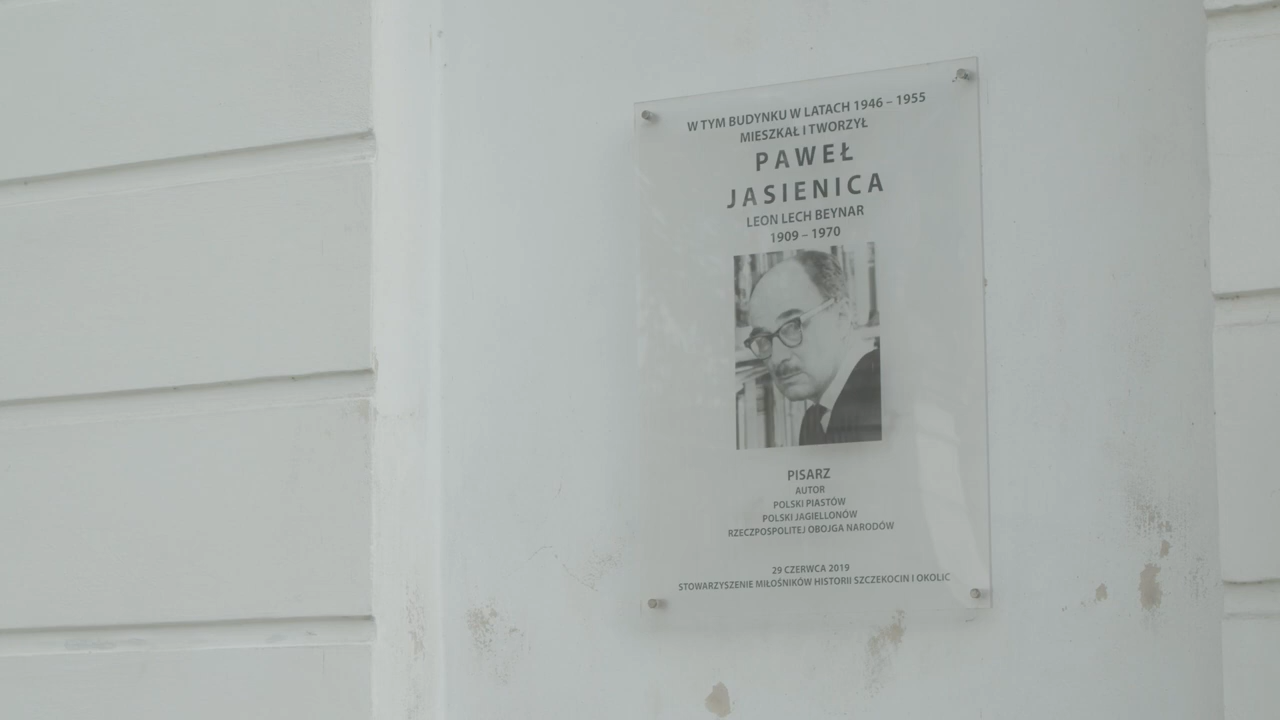 W TYM BUDYNKU W LATACH 1946 – 1955
MIESZKAŁ I TWORZYŁ
PAWEŁ
JASIENICA
LEON LECH BEYNAR
1909 – 1970
PISARZ
AUTOR
POLSKI PIASTÓW
POLSKI JAGIELLONÓW
RZECZPOSPOLITEJ OBOJGA NARODÓW
29 CZERWCA 2019
STOWARZYSZENIE MIŁOŚNIKÓW HISTORII SZCZEKOCIN I OKOLIC